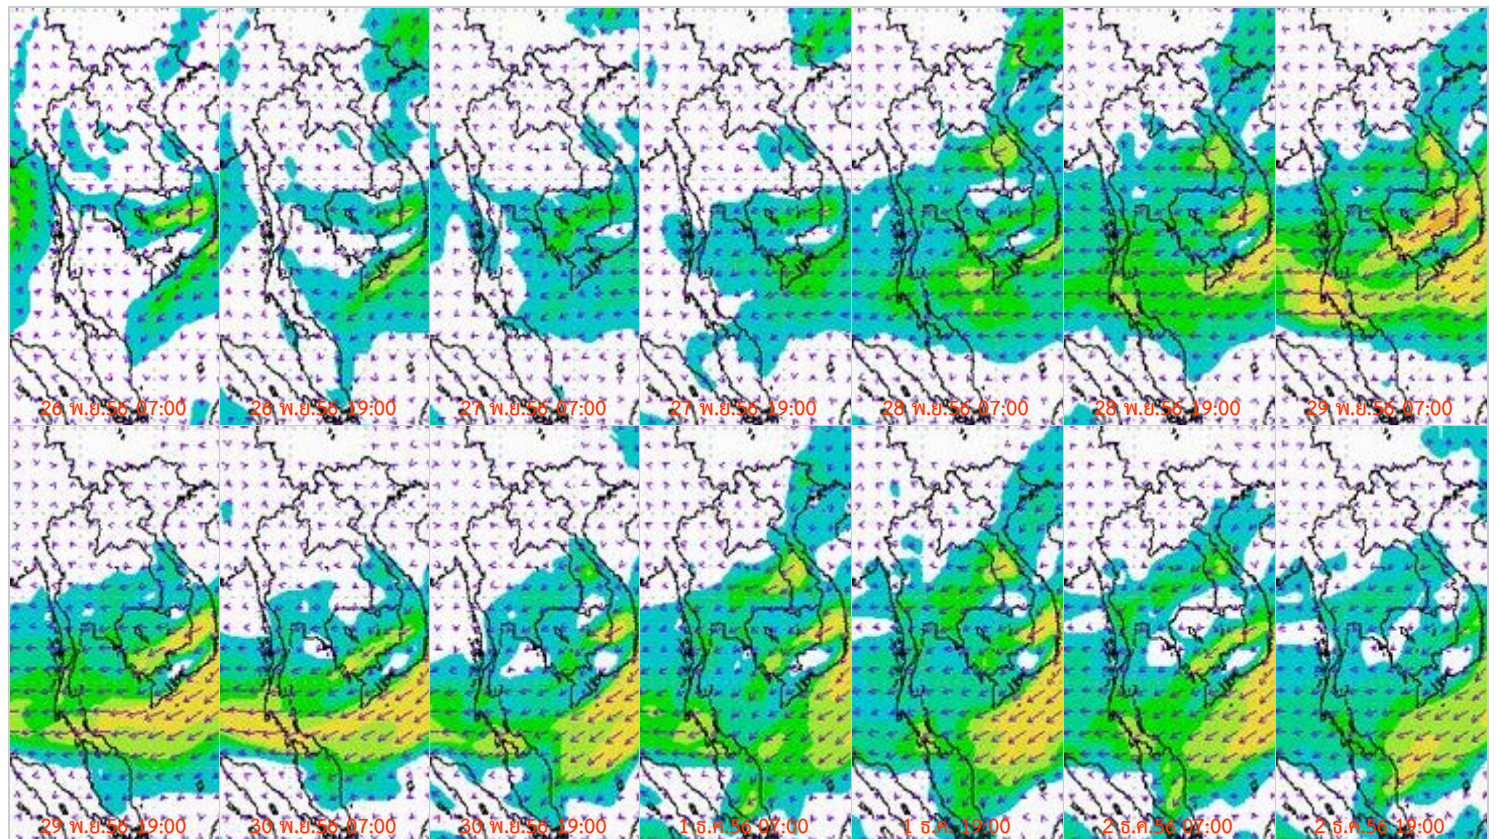 26 พ.ย.56 07:00
26 พ.ย.56 19:00
27 พ.ย.56 07:00
27 พ.ย.56 19:00
28 พ.ย.56 07:00
28 พ.ย.56 19:00
29 พ.ย.56 07:00
29 พ.ย.56 19:00
30 พ.ย.56 07:00
30 พ.ย.56 19:00
1 ธ.ค.56 07:00
1 ธ.ค. 19:00
2 ธ.ค.56 07:00
2 ธ.ค.56 19:00